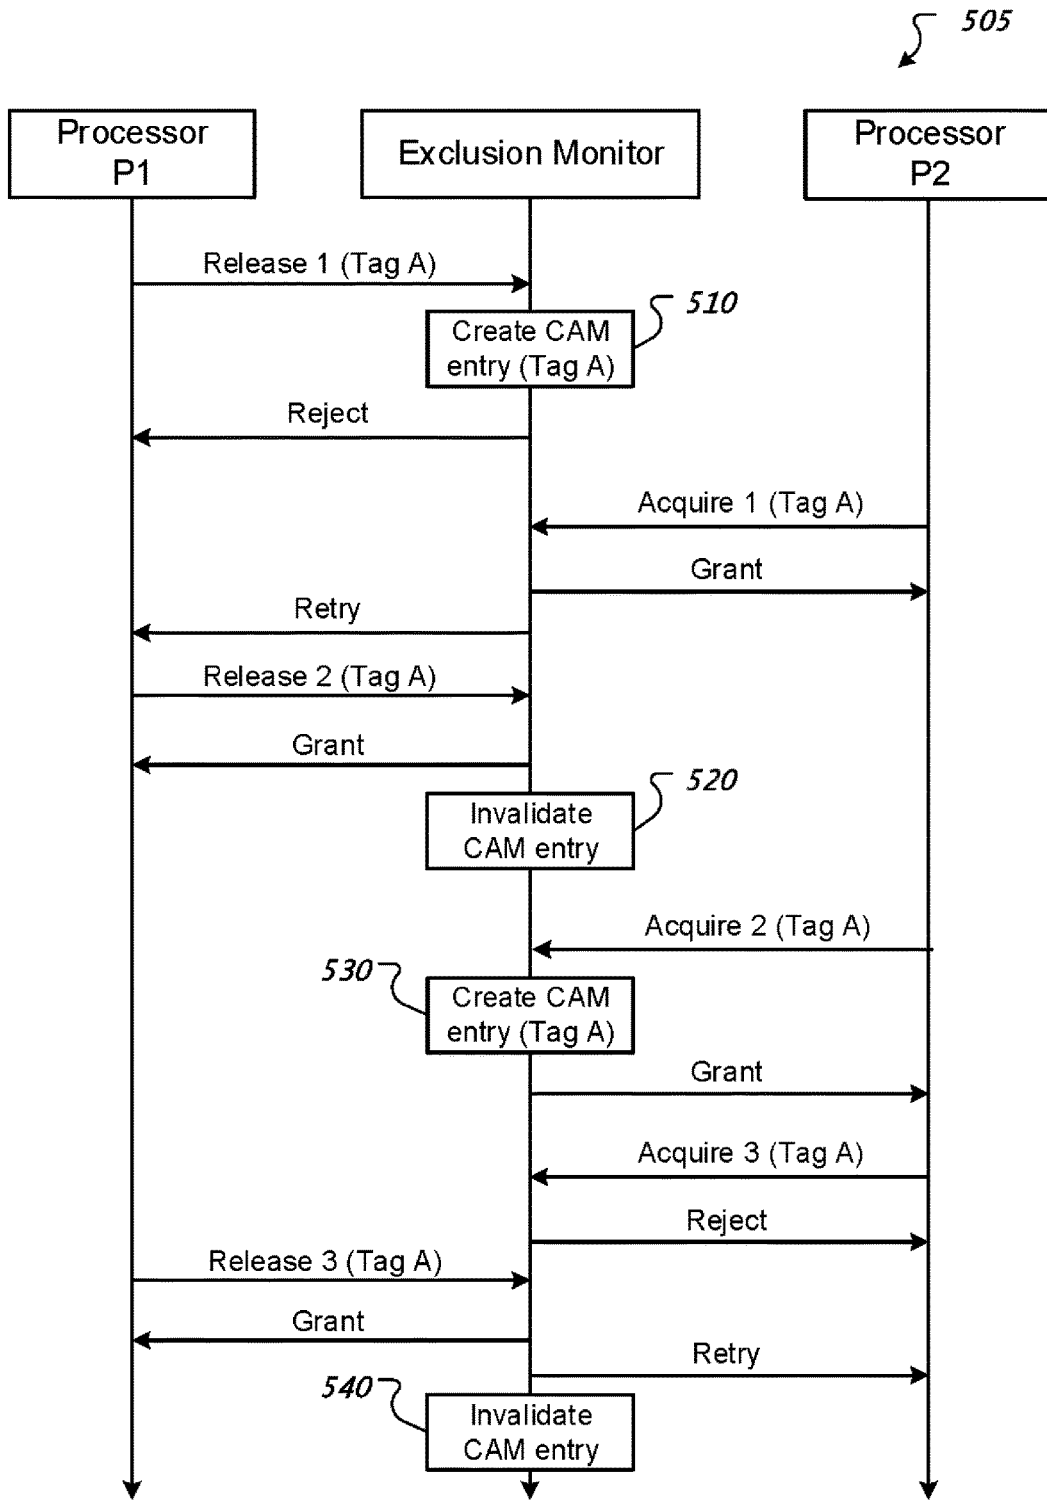 505
Processor
P1
Exclusion Monitor
Processor
P2
Release 1 (Tag A)
510
Create CAM
entry (Tag A)
Reject
Acquire 1 (Tag A)
Grant
Retry
Release 2 (Tag A)
Grant
520
Invalidate
CAM entry
Acquire 2 (Tag A)
530
Create CAM
entry (Tag A)
Grant
Acquire 3 (Tag A)
Reject
Release 3 (Tag A)
Grant
Retry
540
Invalidate
CAM entry